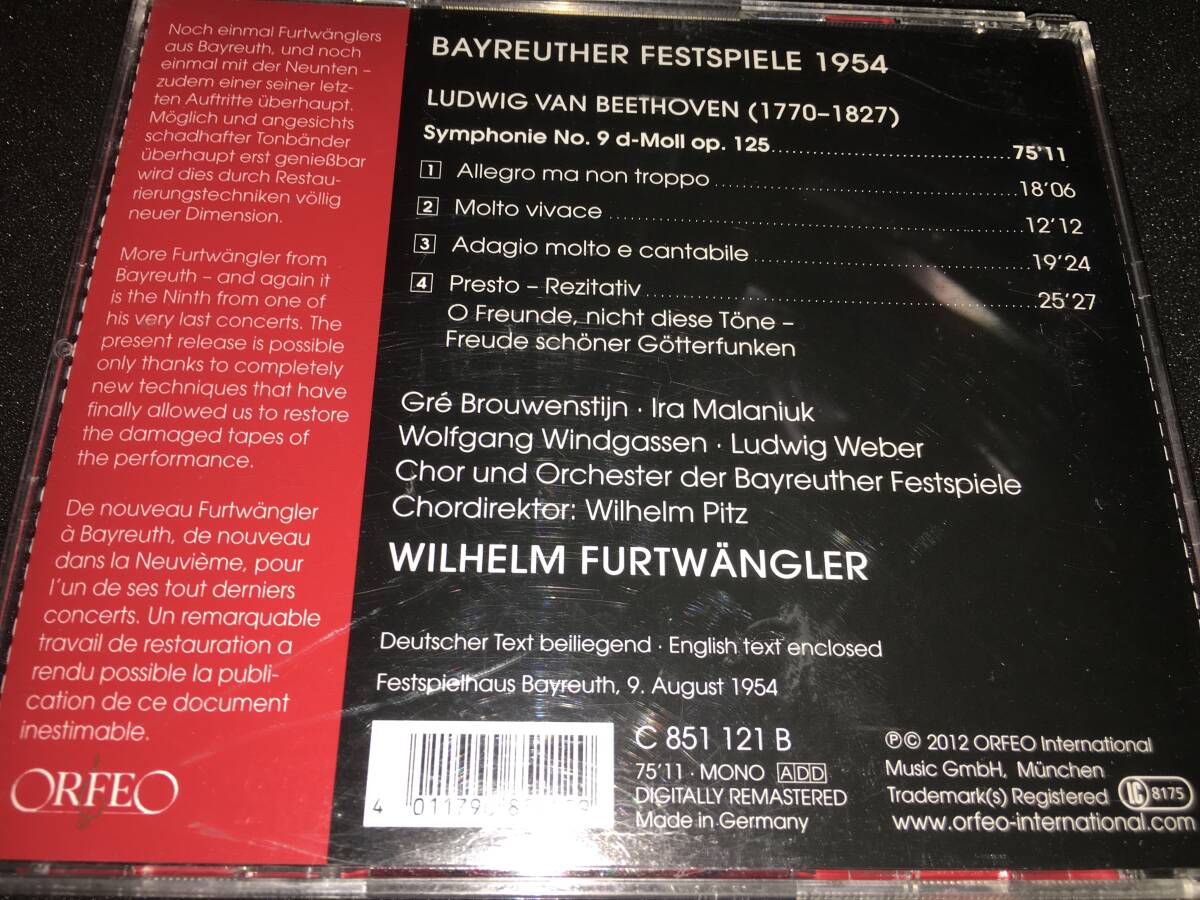 Noch einmal Furtwänglers
aus Bayreuth, und noch
einmal mit der Neunten –
zudem einer seiner letz-
ten Auftritte überhaupt.
Möglich und angesichts
schadhafter Tonbänder
überhaupt erst genießbar
wird dies durch Restau-
rierungstechniken völlig
neuer Dimension.
More Furtwängler from
Bayreuth – and again it
is the Ninth from one of
his very last concerts. The
present release is possible
only thanks to completely
new techniques that have
finally allowed us to restore
the damaged tapes of
the performance.
De nouveau Furtwängler
à Bayreuth, de nouveau
dans la Neuvième, pour
l'un de ses tout derniers
concerts. Un remarquable
travail de restauration a
rendu possible la publi-
cation de ce document
inestimable.
ORFEO
BAYREUTHER FESTSPIELE 1954
LUDWIG VAN BEETHOVEN (1770–1827)
Symphonie No. 9 d-Moll op. 125 75'11
1 Allegro ma non troppo 18'06
2 Molto vivace 12'12
3 Adagio molto e cantabile 19'24
4 Presto – Rezitativ 25'27
O Freunde, nicht diese Töne –
Freude schöner Götterfunken
Gré Brouwenstijn · Ira Malaniuk
Wolfgang Windgassen · Ludwig Weber
Chor und Orchester der Bayreuther Festspiele
Chordirektor: Wilhelm Pitz
WILHELM FURTWÄNGLER
Deutscher Text beiliegend · English text enclosed
Festspielhaus Bayreuth, 9. August 1954
C 851 121 B
75'11 · MONO ADD
DIGITALLY REMASTERED
Made in Germany
℗© 2012 ORFEO International
Music GmbH, München
Trademark(s) Registered LC 8175
www.orfeo-international.com